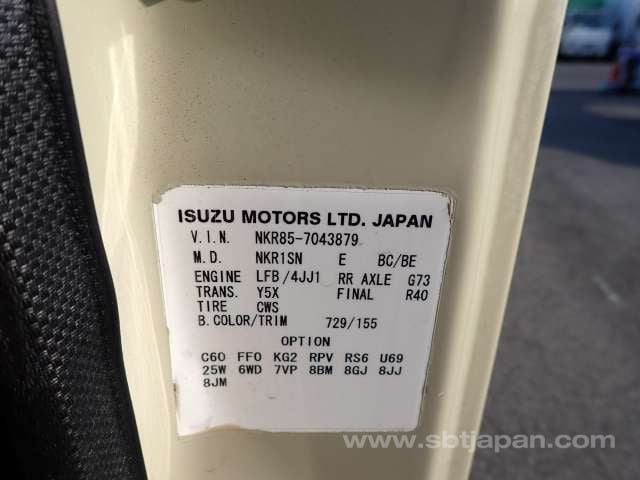 ISUZU MOTORS LTD. JAPAN
V.I.N. NKR85-7043879
M.D. NKR1SN E BC/BE
ENGINE LFB/4JJ1 RR AXLE G73
TRANS. Y5X FINAL R40
TIRE CWS
B.COLOR/TRIM 729/155
OPTION
C60 FF0 KG2 RPV RS6 U69
25W 6WD 7VP 8BM 8GJ 8JJ
8JM
www.sbtjapan.com